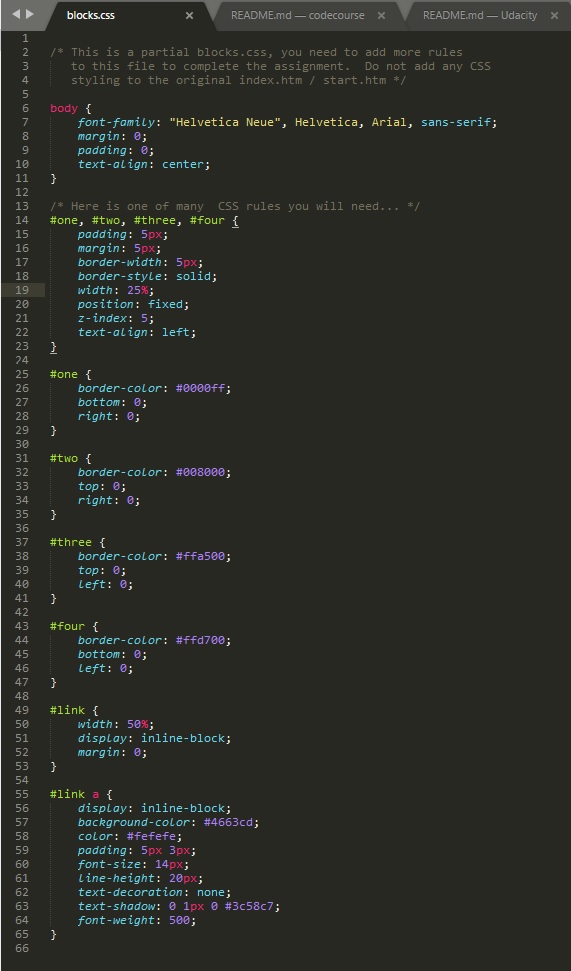 blocks.css × README.md — codecourse × README.md — Udacity ×
1
2 /* This is a partial blocks.css, you need to add more rules
3 to this file to complete the assignment.  Do not add any CSS
4 styling to the original index.htm / start.htm */
5
6 body {
7 font-family: "Helvetica Neue", Helvetica, Arial, sans-serif;
8 margin: 0;
9 padding: 0;
10 text-align: center;
11 }
12
13 /* Here is one of many  CSS rules you will need... */
14 #one, #two, #three, #four {
15 padding: 5px;
16 margin: 5px;
17 border-width: 5px;
18 border-style: solid;
19 width: 25%;
20 position: fixed;
21 z-index: 5;
22 text-align: left;
23 }
24
25 #one {
26 border-color: #0000ff;
27 bottom: 0;
28 right: 0;
29 }
30
31 #two {
32 border-color: #008000;
33 top: 0;
34 right: 0;
35 }
36
37 #three {
38 border-color: #ffa500;
39 top: 0;
40 left: 0;
41 }
42
43 #four {
44 border-color: #ffd700;
45 bottom: 0;
46 left: 0;
47 }
48
49 #link {
50 width: 50%;
51 display: inline-block;
52 margin: 0;
53 }
54
55 #link a {
56 display: inline-block;
57 background-color: #4663cd;
58 color: #fefefe;
59 padding: 5px 3px;
60 font-size: 14px;
61 line-height: 20px;
62 text-decoration: none;
63 text-shadow: 0 1px 0 #3c58c7;
64 font-weight: 500;
65 }
66